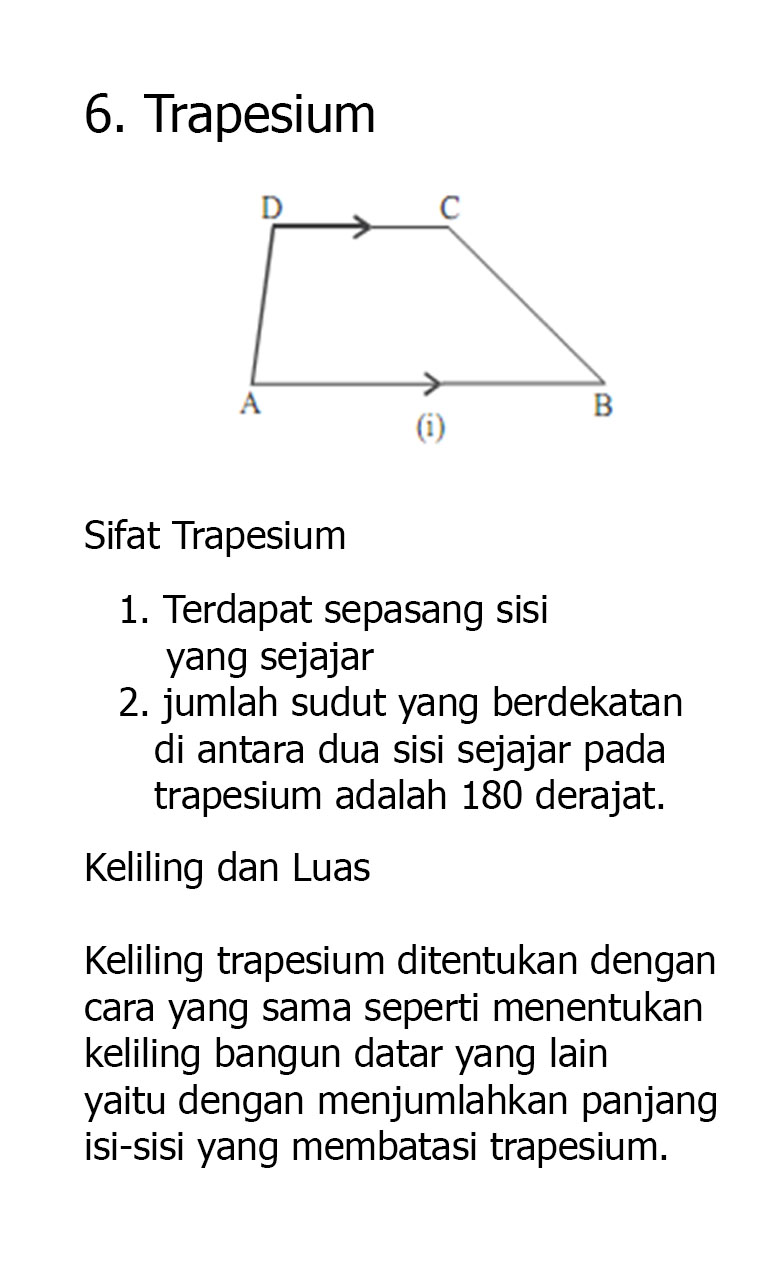 6. Trapesium
D
C
A
B
(i)
Sifat Trapesium
1. Terdapat sepasang sisi
yang sejajar
2. jumlah sudut yang berdekatan
di antara dua sisi sejajar pada
trapesium adalah 180 derajat.
Keliling dan Luas
Keliling trapesium ditentukan dengan
cara yang sama seperti menentukan
keliling bangun datar yang lain
yaitu dengan menjumlahkan panjang
isi-sisi yang membatasi trapesium.